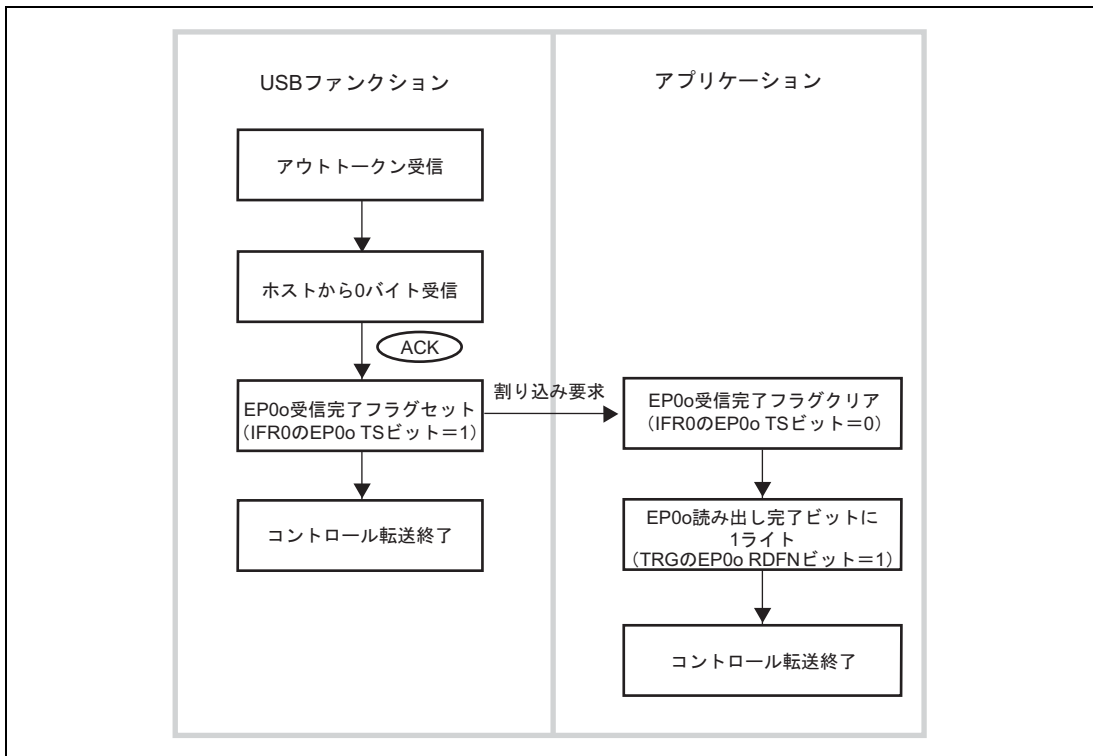 USBファンクション
アウトトークン受信
ホストから0バイト受信
ACK
EP0o受信完了フラグセット
（IFR0のEP0o TSビット＝1）
コントロール転送終了
割り込み要求
アプリケーション
EP0o受信完了フラグクリア
（IFR0のEP0o TSビット＝0）
EP0o読み出し完了ビットに
1ライト
（TRGのEP0o RDFNビット＝1）
コントロール転送終了